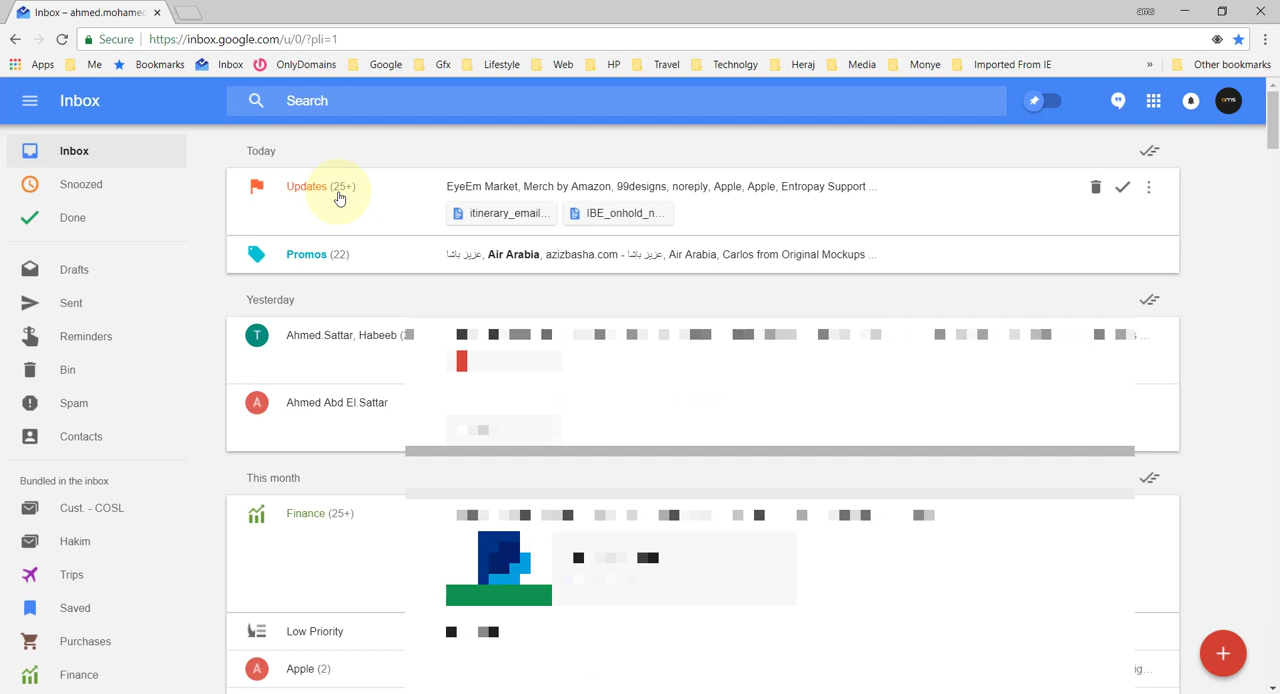 Inbox – ahmed.mohamed
ams
Secure https://inbox.google.com/u/0/?pli=1
Apps Me Bookmarks Inbox OnlyDomains Google Gfx Lifestyle Web HP Travel Technolgy Heraj Media Monye Imported From IE » Other bookmarks
Inbox Search
ams
Inbox
Snoozed
Done
Drafts
Sent
Reminders
Bin
Spam
Contacts
Bundled in the inbox
Cust. - COSL
Hakim
Trips
Saved
Purchases
Finance
Today
Updates (25+) EyeEm Market, Merch by Amazon, 99designs, noreply, Apple, Apple, Entropay Support ...
itinerary_email... IBE_onhold_n...
Promos (22) عزيز باشا, Air Arabia, azizbasha.com - عزيز باشا, Air Arabia, Carlos from Original Mockups ...
Yesterday
T Ahmed.Sattar, Habeeb
A Ahmed Abd El.Sattar
This month
Finance (25+)
Low Priority
A Apple (2)